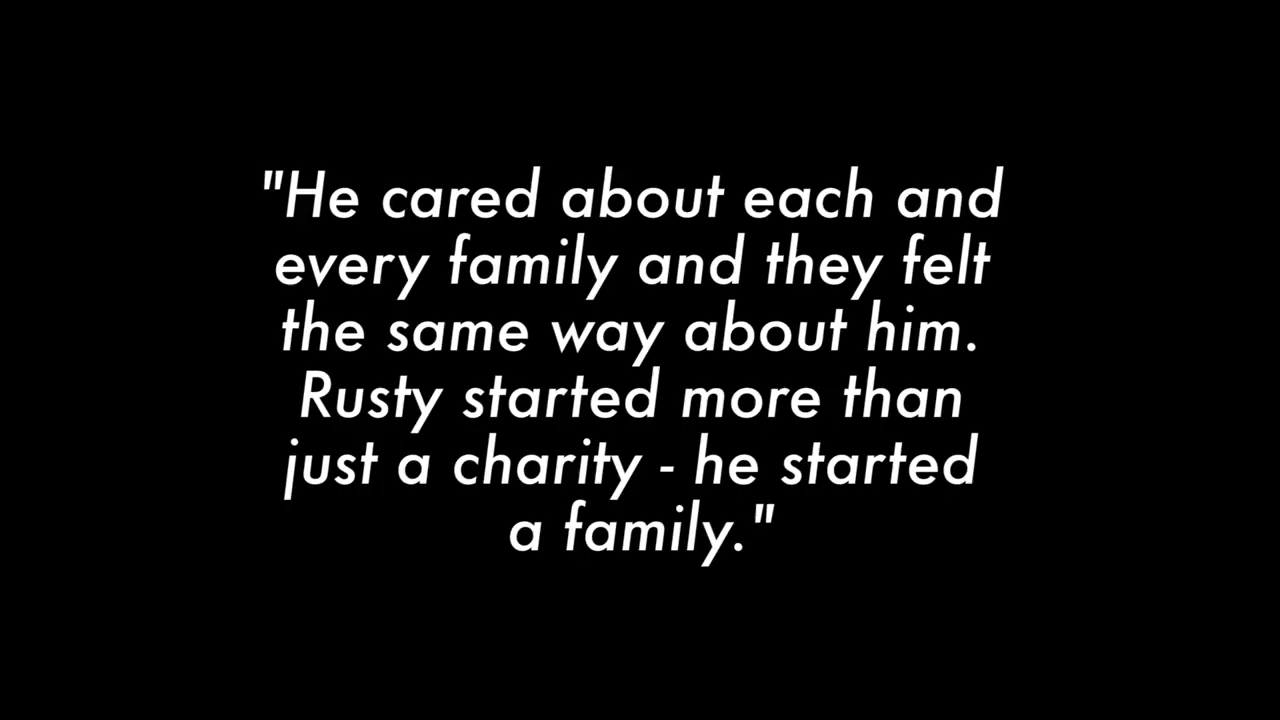 "He cared about each and
every family and they felt
the same way about him.
Rusty started more than
just a charity - he started
a family."